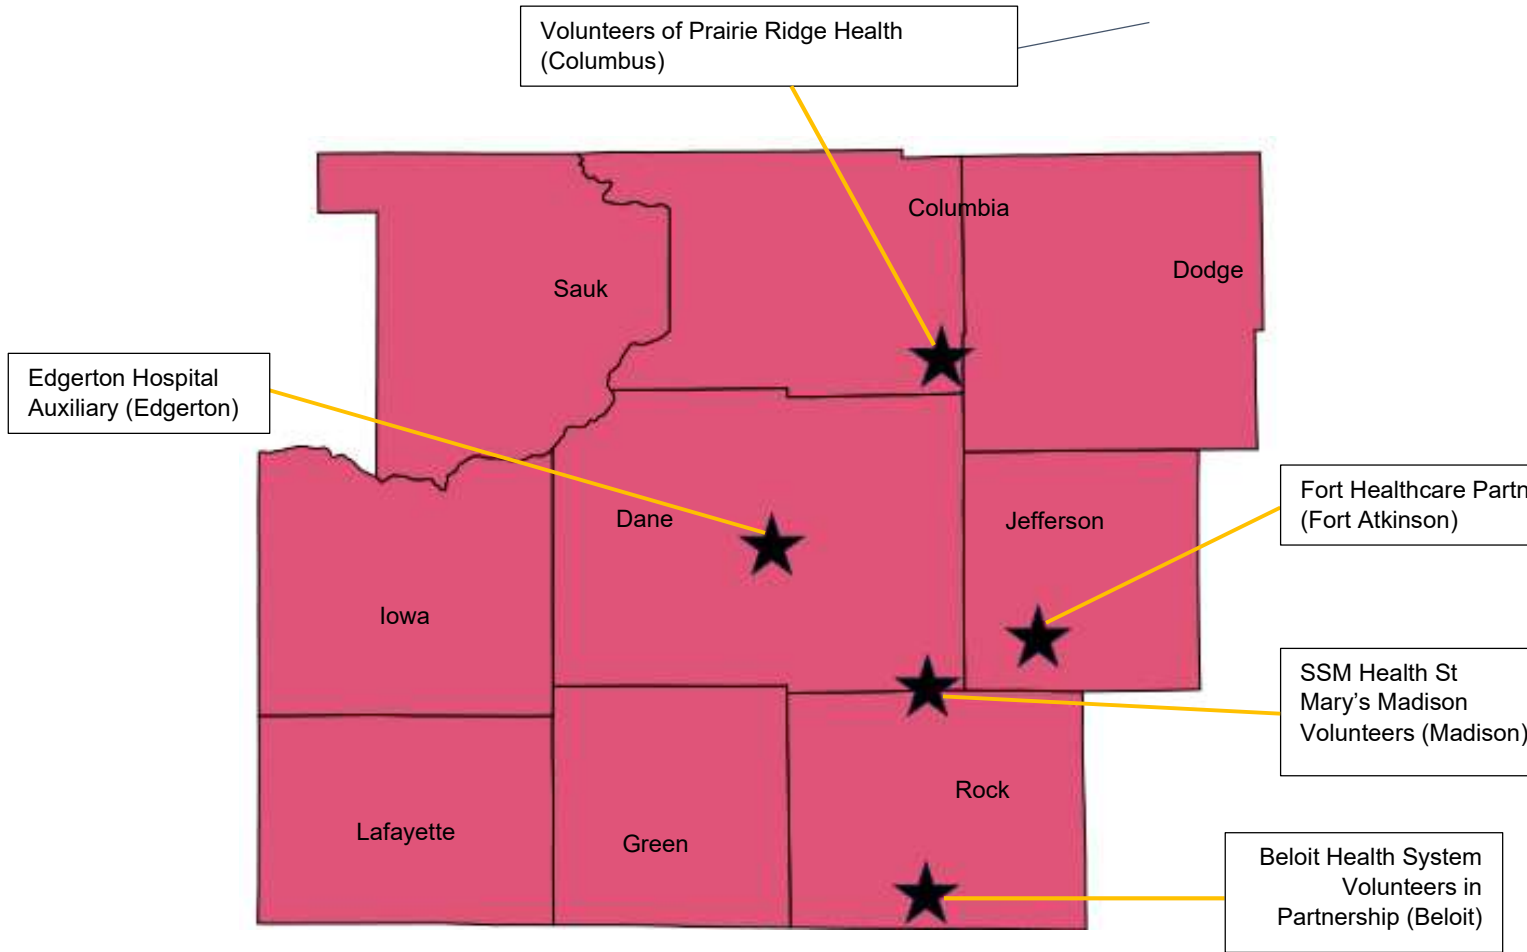 Volunteers of Prairie Ridge Health
(Columbus)
Columbia
Dodge
Sauk
Edgerton Hospital
Auxiliary (Edgerton)
Fort Healthcare Partn
(Fort Atkinson)
Dane
Jefferson
Iowa
SSM Health St
Mary’s Madison
Volunteers (Madison)
Rock
Lafayette
Green
Beloit Health System
Volunteers in
Partnership (Beloit)